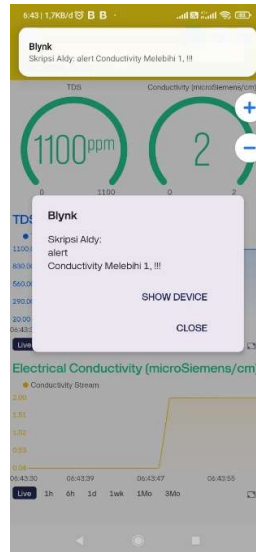 6:43 | 1,7KB/d
Blynk
Skripsi Aldy: alert Conductivity Melebihi 1, !!!
TDS
Conductivity (microSiemens/cm)
+
1100 ppm
2
−
0 1100
0 2
Blynk
Skripsi Aldy:
alert
Conductivity Melebihi 1, !!!
SHOW DEVICE
CLOSE
TDS
1100.0
830.00
560.00
290.00
20.00
Live
Electrical Conductivity (microSiemens/cm
Conductivity Stream
2.00
1.51
1.02
0.53
0.04
06:43:30 06:43:39 06:43:47 06:43:55
Live 1h 6h 1d 1wk 1Mo 3Mo